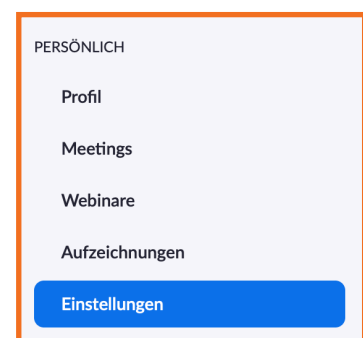 PERSÖNLICH
Profil
Meetings
Webinare
Aufzeichnungen
Einstellungen